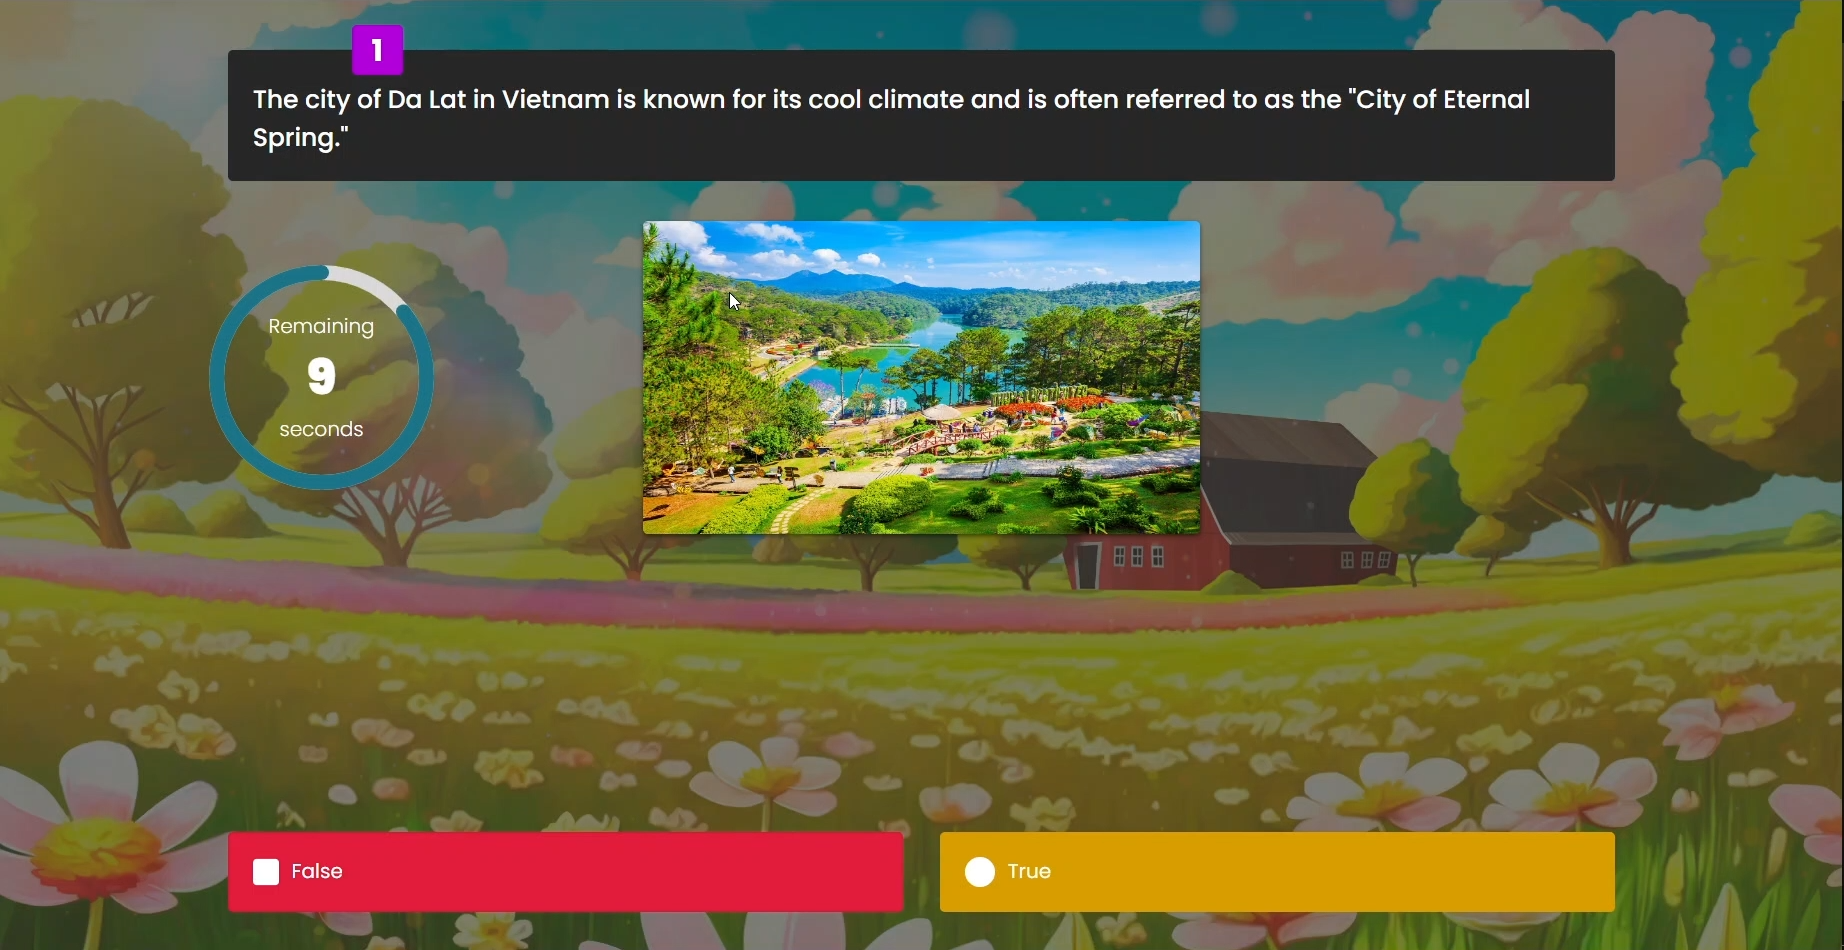 1
The city of Da Lat in Vietnam is known for its cool climate and is often referred to as the "City of Eternal
Spring."
Remaining
9
seconds
False
True